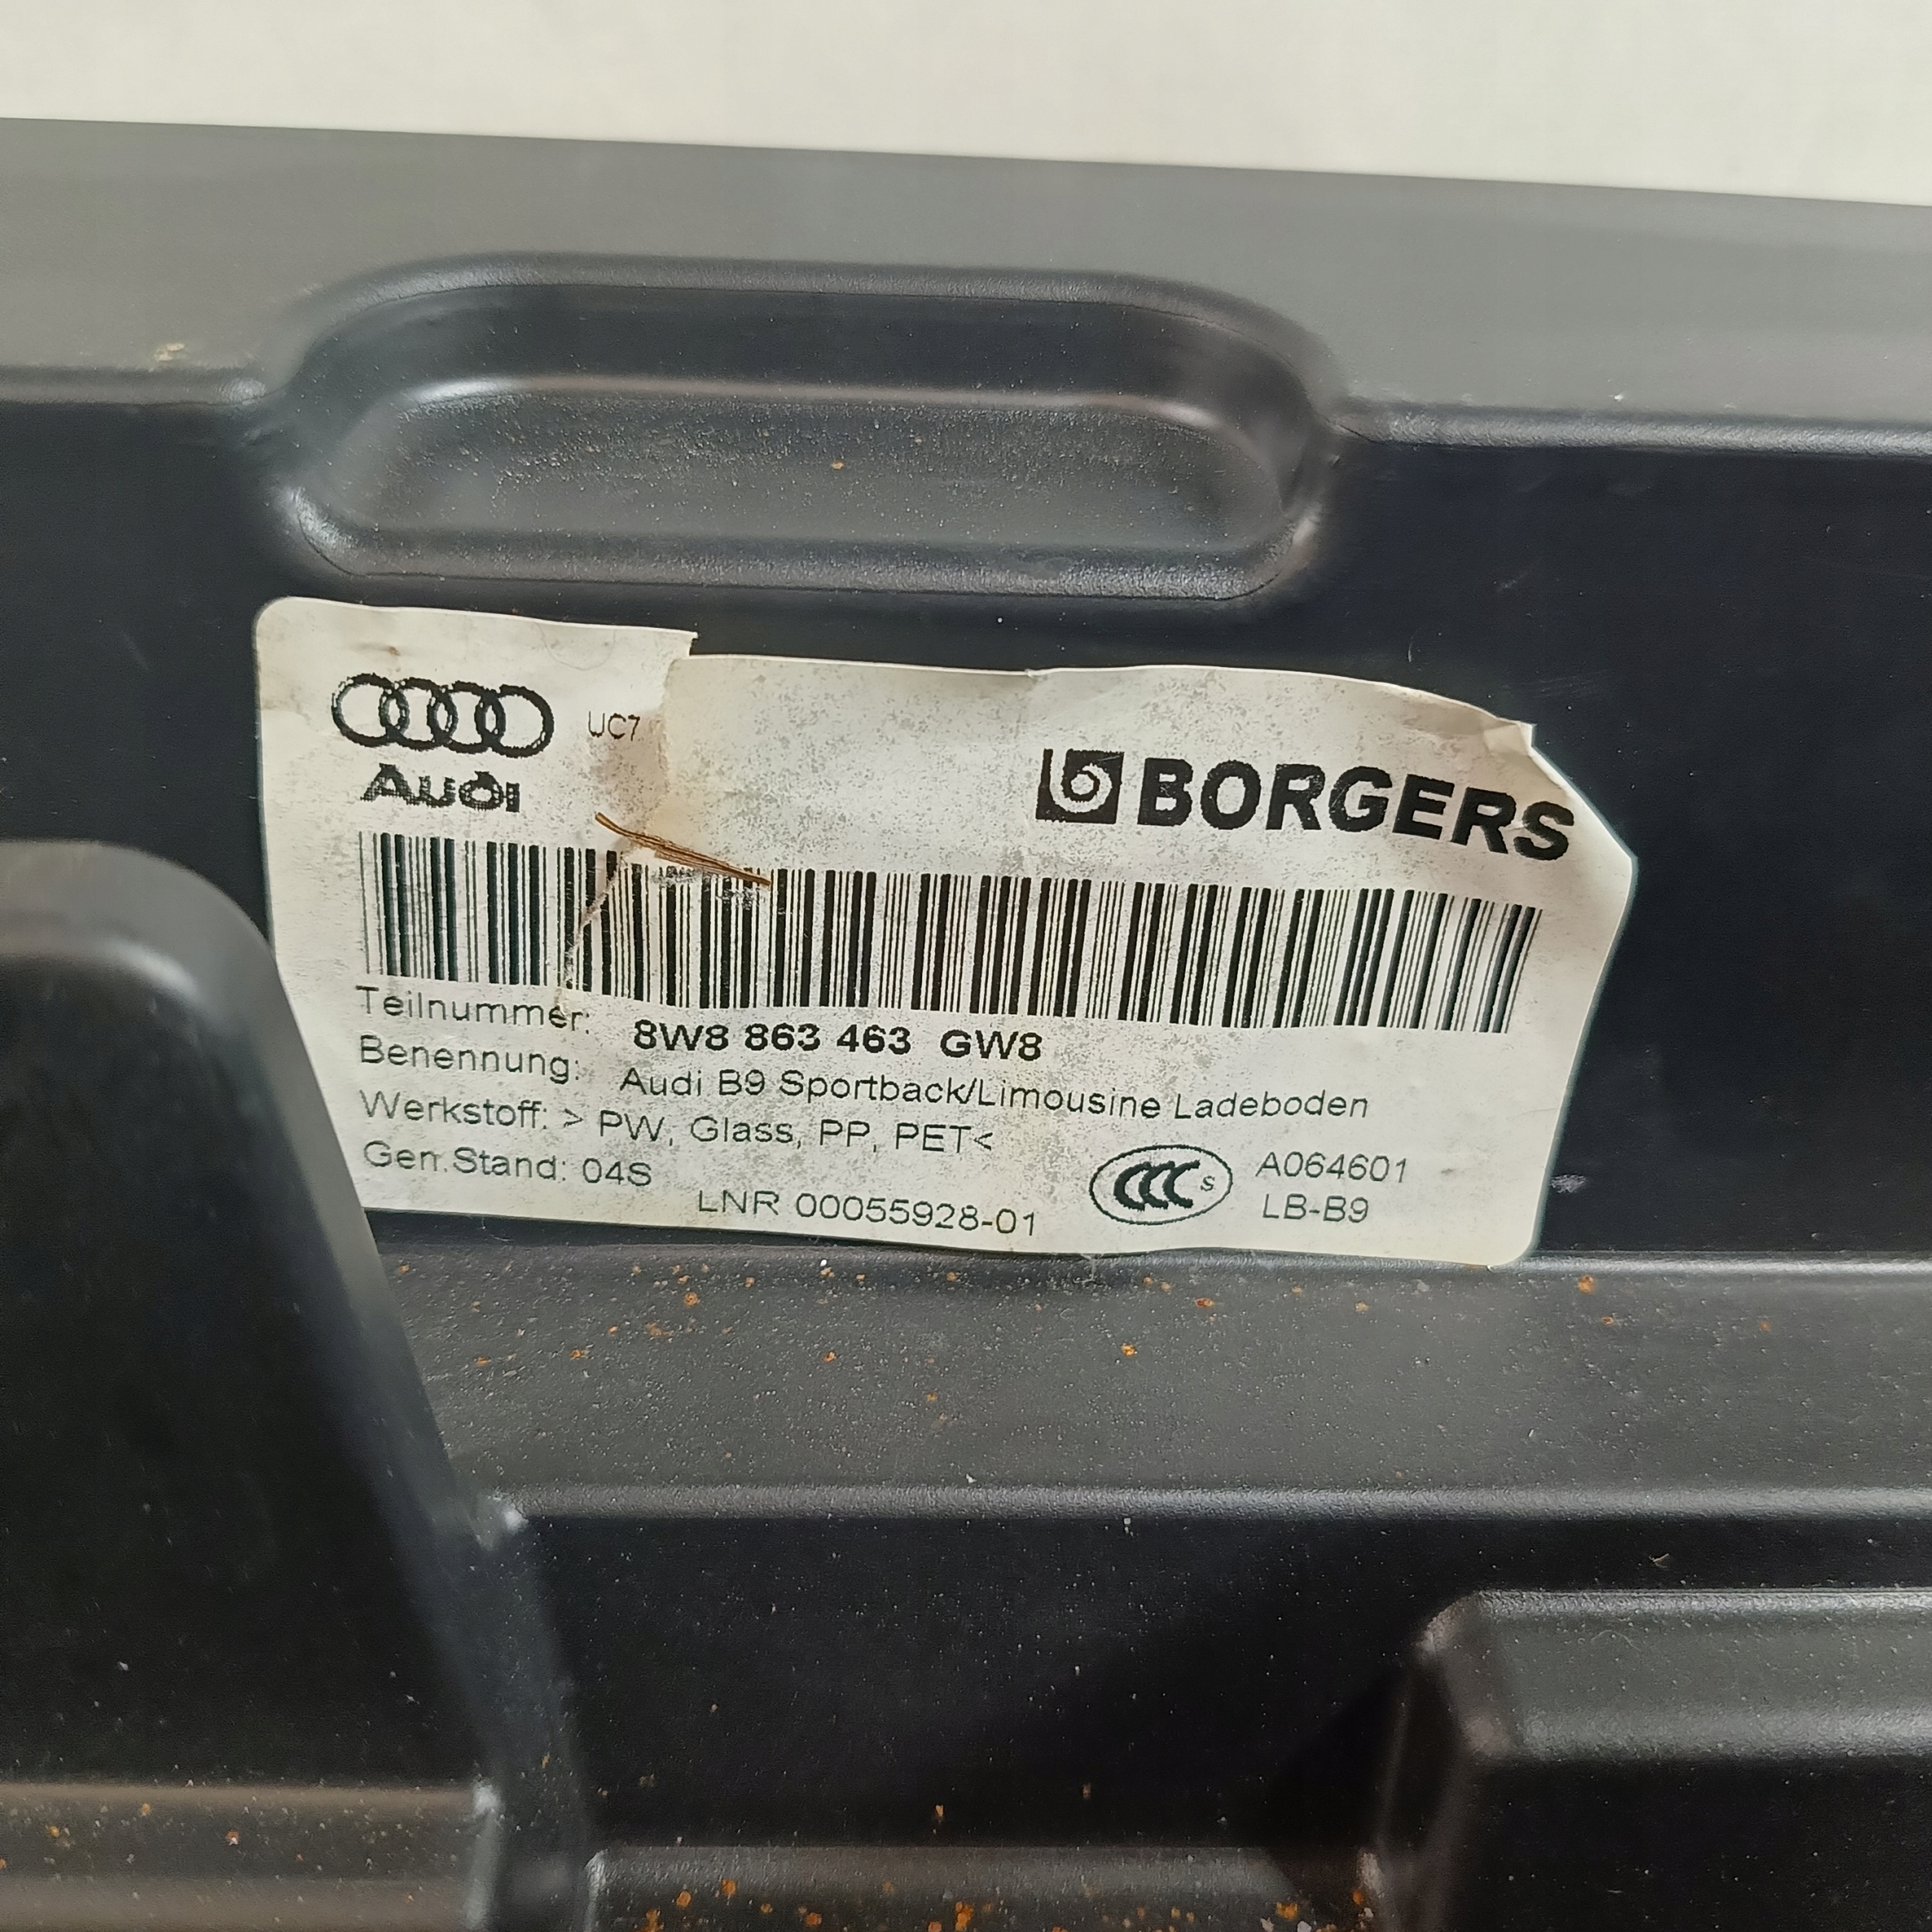 UC7
Audi
BORGERS
Teilnummer: 8W8 863 463 GW8
Benennung: Audi B9 Sportback/Limousine Ladeboden
Werkstoff: > PW, Glass, PP, PET<
Gen.Stand: 04S
LNR 00055928-01
CCC S
A064601
LB-B9